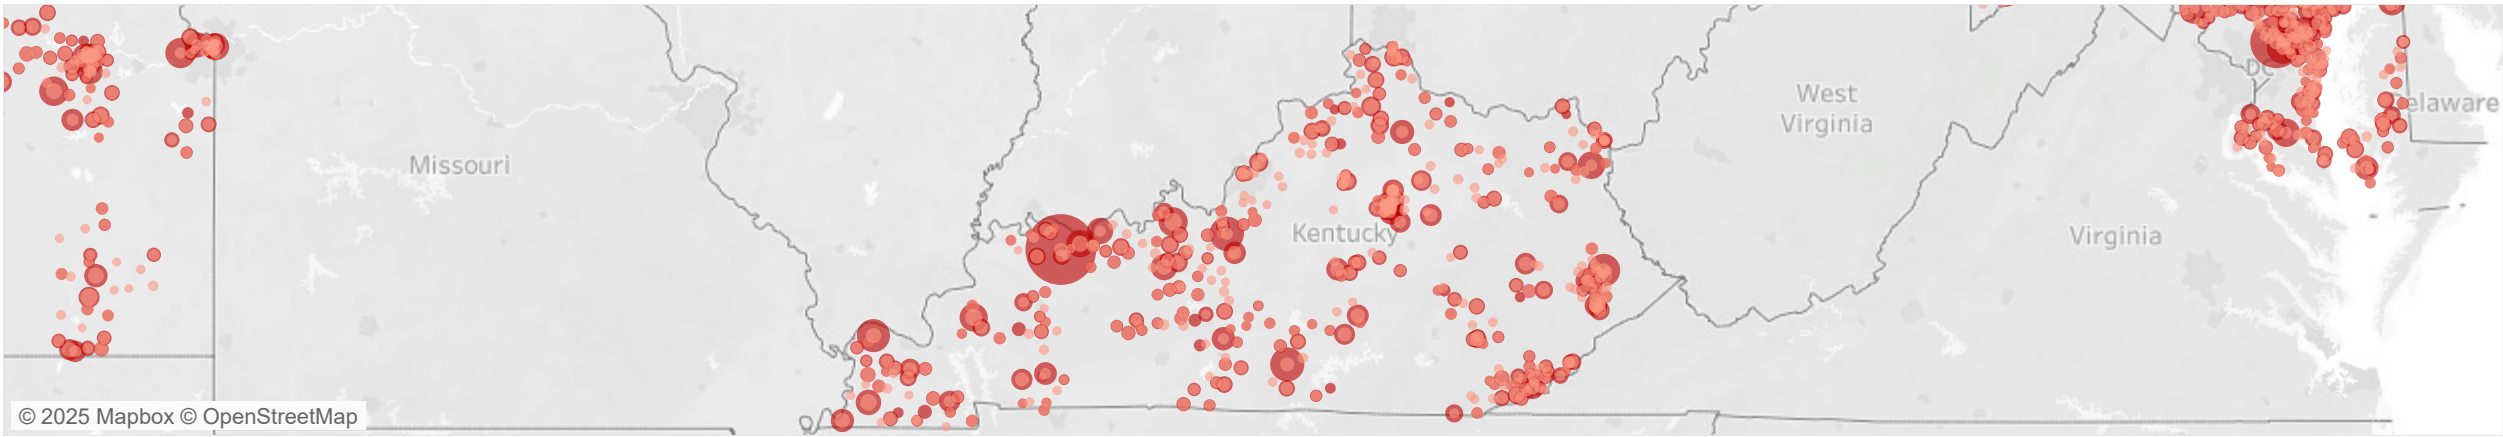 West
Virginia
DC
elaware
Missouri
Kentucky
Virginia
© 2025 Mapbox © OpenStreetMap